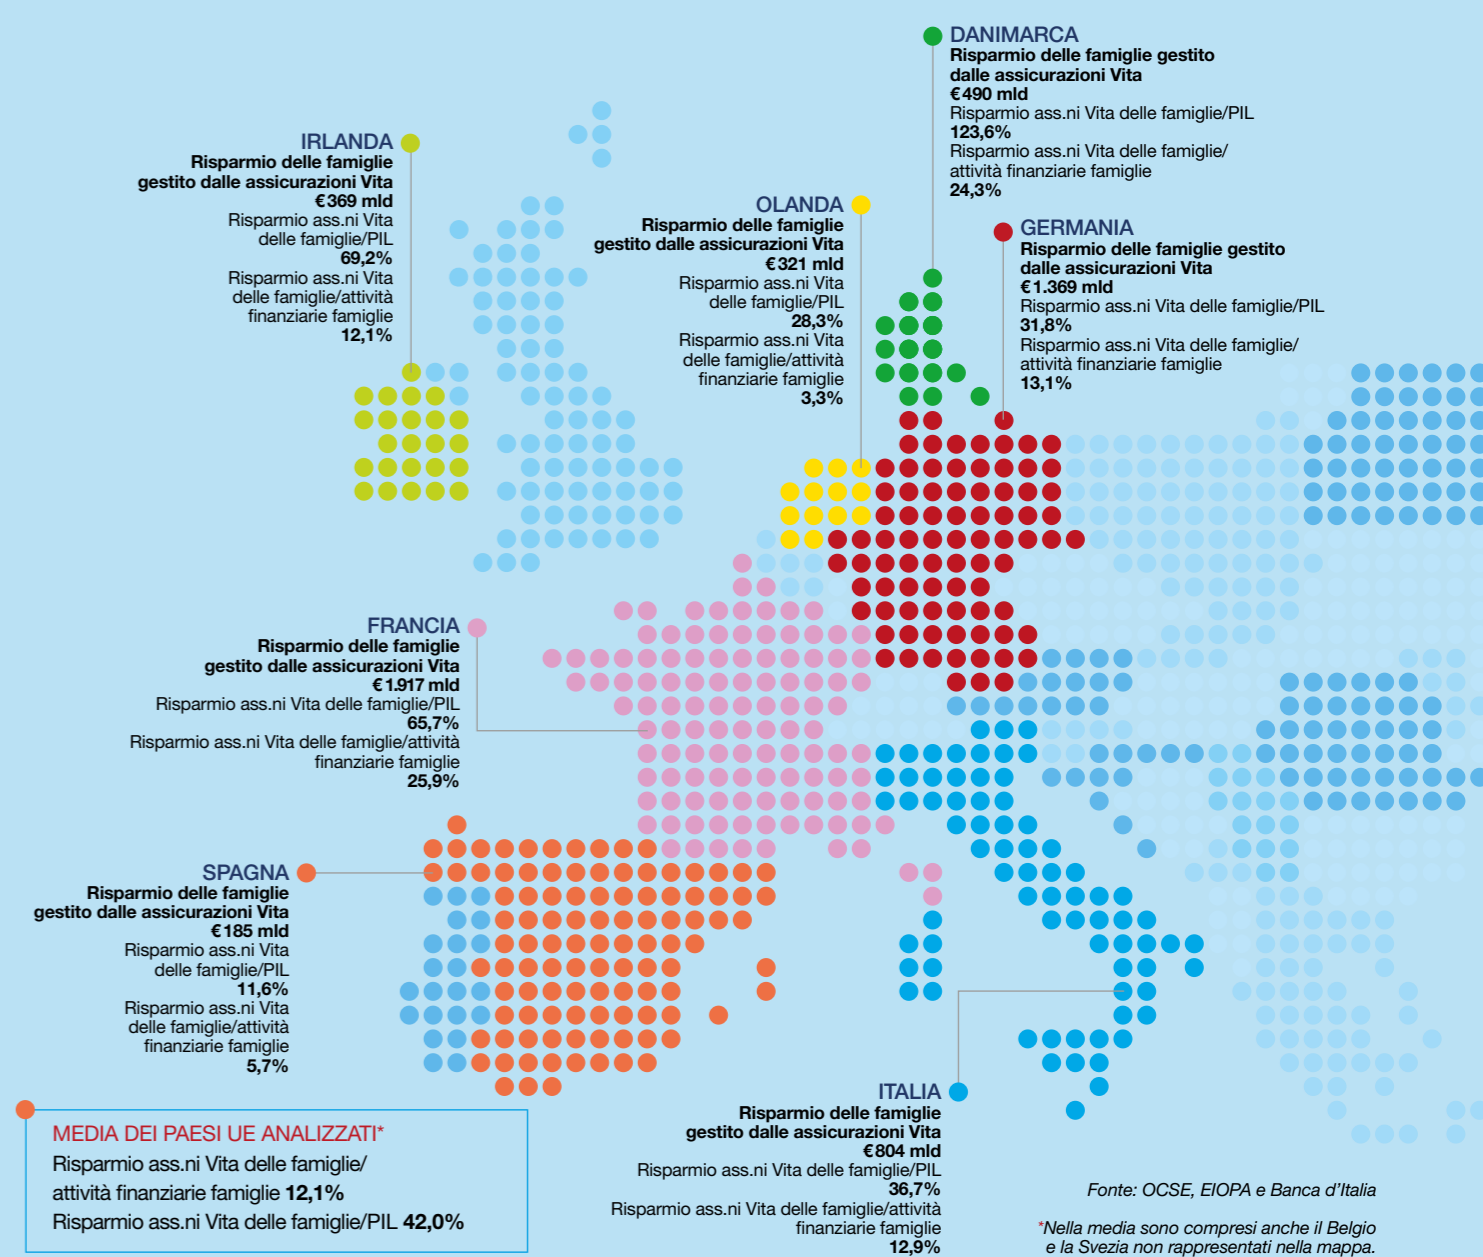 DANIMARCA
Risparmio delle famiglie gestito
dalle assicurazioni Vita
€ 490 mld
Risparmio ass.ni Vita delle famiglie/PIL
123,6%
Risparmio ass.ni Vita delle famiglie/
attività finanziarie famiglie
24,3%
IRLANDA
Risparmio delle famiglie
gestito dalle assicurazioni Vita
€ 369 mld
Risparmio ass.ni Vita
delle famiglie/PIL
69,2%
Risparmio ass.ni Vita
delle famiglie/attività
finanziarie famiglie
12,1%
OLANDA
Risparmio delle famiglie
gestito dalle assicurazioni Vita
€ 321 mld
Risparmio ass.ni Vita
delle famiglie/PIL
28,3%
Risparmio ass.ni Vita
delle famiglie/attività
finanziarie famiglie
3,3%
GERMANIA
Risparmio delle famiglie gestito
dalle assicurazioni Vita
€ 1.369 mld
Risparmio ass.ni Vita delle famiglie/PIL
31,8%
Risparmio ass.ni Vita delle famiglie/
attività finanziarie famiglie
13,1%
FRANCIA
Risparmio delle famiglie
gestito dalle assicurazioni Vita
€ 1.917 mld
Risparmio ass.ni Vita delle famiglie/PIL
65,7%
Risparmio ass.ni Vita delle famiglie/attività
finanziarie famiglie
25,9%
SPAGNA
Risparmio delle famiglie
gestito dalle assicurazioni Vita
€ 185 mld
Risparmio ass.ni Vita
delle famiglie/PIL
11,6%
Risparmio ass.ni Vita
delle famiglie/attività
finanziarie famiglie
5,7%
ITALIA
Risparmio delle famiglie
gestito dalle assicurazioni Vita
€ 804 mld
Risparmio ass.ni Vita delle famiglie/PIL
36,7%
Risparmio ass.ni Vita delle famiglie/attività
finanziarie famiglie
12,9%
MEDIA DEI PAESI UE ANALIZZATI*
Risparmio ass.ni Vita delle famiglie/
attività finanziarie famiglie 12,1%
Risparmio ass.ni Vita delle famiglie/PIL 42,0%
Fonte: OCSE, EIOPA e Banca d'Italia
*Nella media sono compresi anche il Belgio
e la Svezia non rappresentati nella mappa.